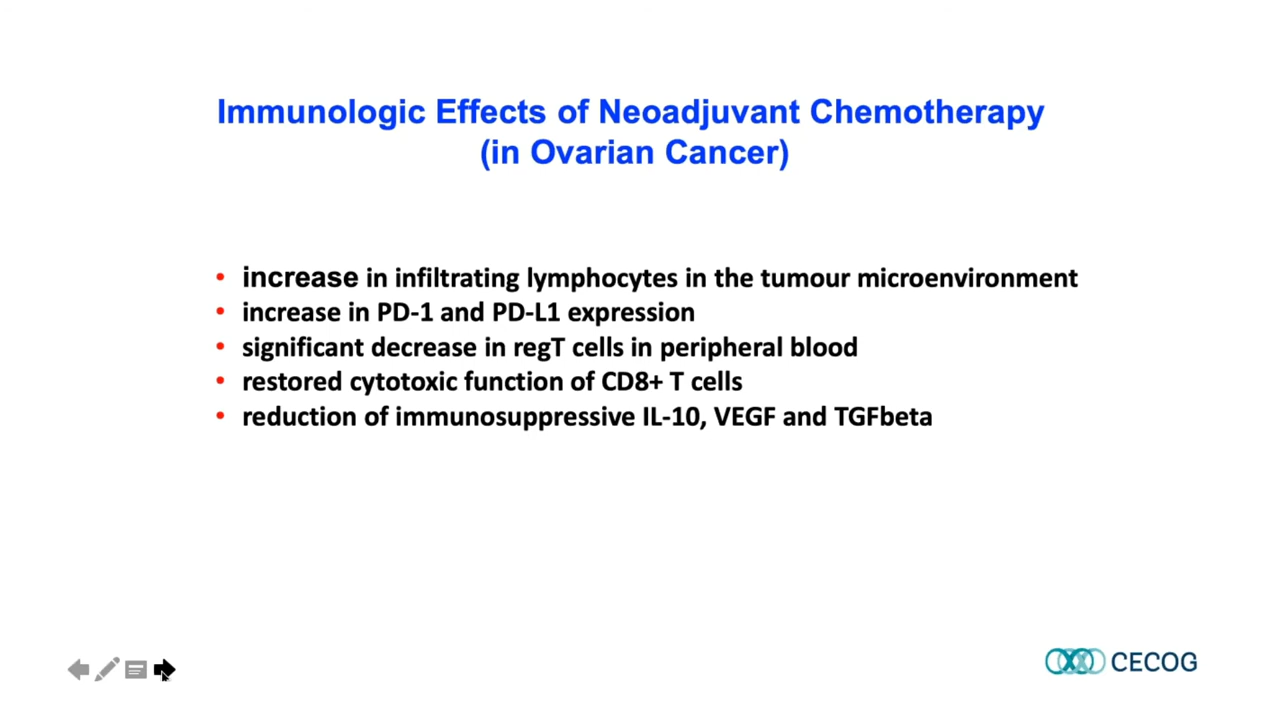 Immunologic Effects of Neoadjuvant Chemotherapy
(in Ovarian Cancer)
• increase in infiltrating lymphocytes in the tumour microenvironment
• increase in PD-1 and PD-L1 expression
• significant decrease in regT cells in peripheral blood
• restored cytotoxic function of CD8+ T cells
• reduction of immunosuppressive IL-10, VEGF and TGFbeta
CECOG